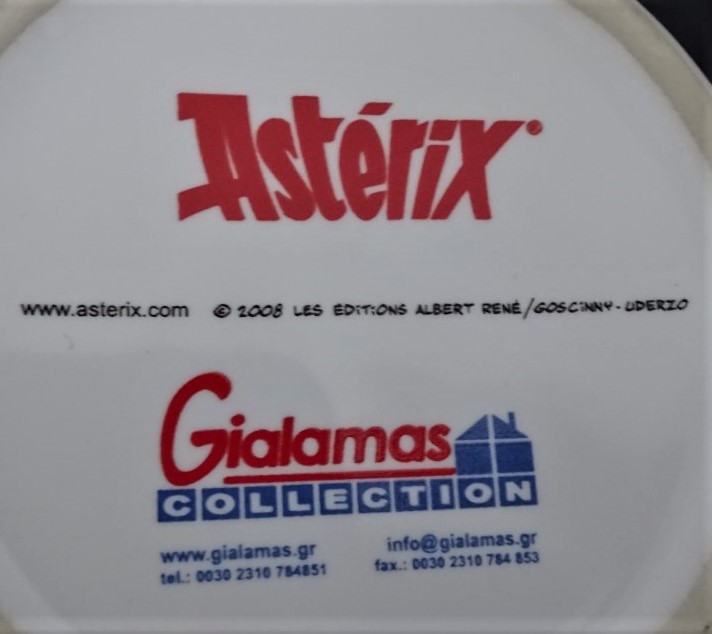 Astérix®
www.asterix.com © 2008 LES ÉDITIONS ALBERT RENÉ/GOSCINNY-UDERZO
Gialamas
COLLECTION
www.gialamas.gr info@gialamas.gr
tel.: 0030 2310 784851 fax.: 0030 2310 784 853